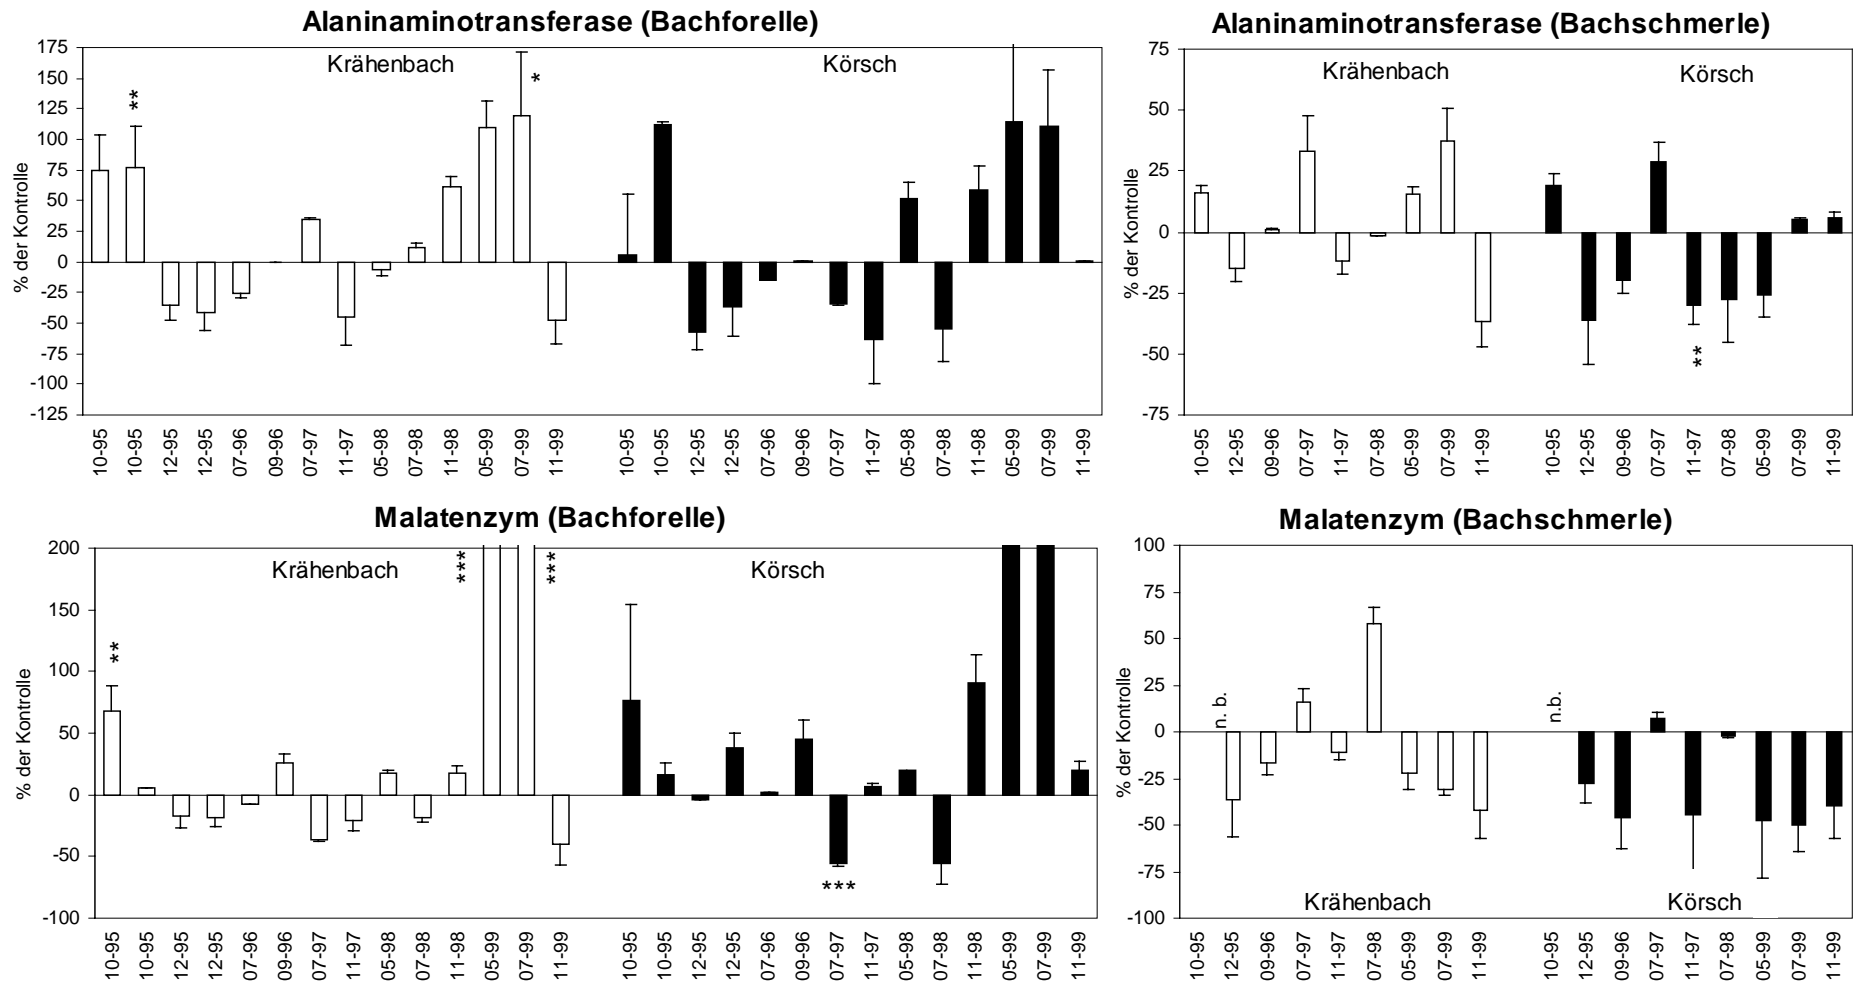 Alaninaminotransferase (Bachforelle)
% der Kontrolle
175
150
125
100
75
50
25
0
-25
-50
-75
-100
-125
Krähenbach
Körsch
**
*
10-95 10-95 12-95 12-95 07-96 09-96 07-97 11-97 05-98 07-98 11-98 05-99 07-99 11-99 10-95 10-95 12-95 12-95 07-96 09-96 07-97 11-97 05-98 07-98 11-98 05-99 07-99 11-99
Alaninaminotransferase (Bachschmerle)
% der Kontrolle
75
50
25
0
-25
-50
-75
Krähenbach
Körsch
**
10-95 12-95 09-96 07-97 11-97 07-98 05-99 07-99 11-99 10-95 12-95 09-96 07-97 11-97 07-98 05-99 07-99 11-99
Malatenzym (Bachforelle)
% der Kontrolle
200
150
100
50
0
-50
-100
Krähenbach
Körsch
**
***
***
***
10-95 10-95 12-95 12-95 07-96 09-96 07-97 11-97 05-98 07-98 11-98 05-99 07-99 11-99 10-95 10-95 12-95 12-95 07-96 09-96 07-97 11-97 05-98 07-98 11-98 05-99 07-99 11-99
Malatenzym (Bachschmerle)
% der Kontrolle
100
75
50
25
0
-25
-50
-75
-100
n. b.
n.b.
Krähenbach
Körsch
10-95 12-95 09-96 07-97 11-97 07-98 05-99 07-99 11-99 10-95 12-95 09-96 07-97 11-97 07-98 05-99 07-99 11-99